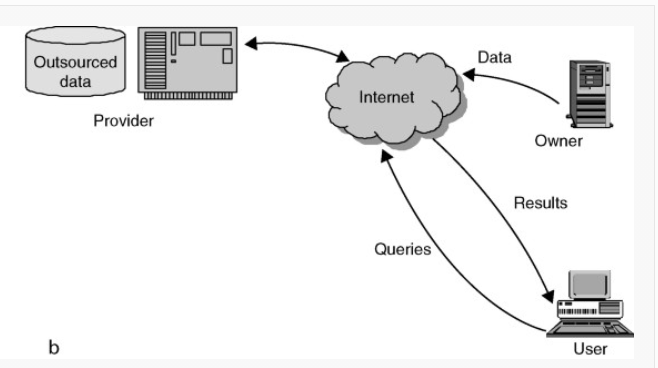 Outsourced
data
Provider
Internet
Data
Owner
Results
Queries
User
b